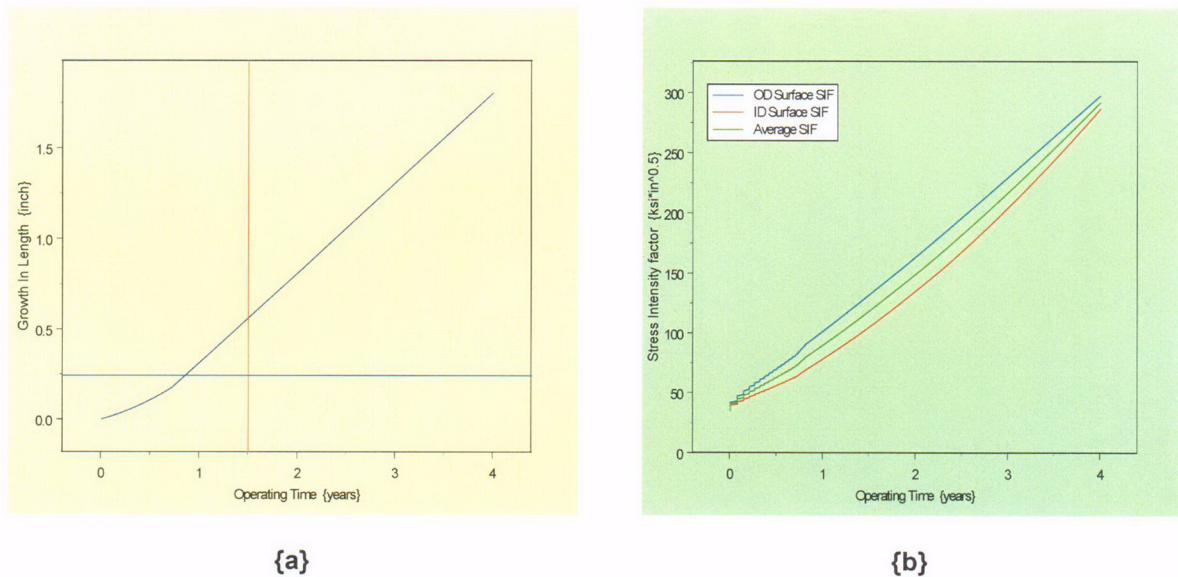 Growth In Length {inch}
1.5
1.0
0.5
0.0
0 1 2 3 4
Operating Time {years}
{a}
Stress Intensity factor {ksi*in^0.5}
300
250
200
150
100
50
0
OD Surface SIF
ID Surface SIF
Average SIF
0 1 2 3 4
Operating Time {years}
{b}